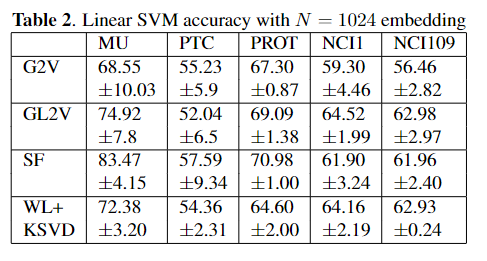 Table 2. Linear SVM accuracy with N = 1024 embedding
MU PTC PROT NCI1 NCI109
G2V 68.55 55.23 67.30 59.30 56.46
±10.03 ±5.9 ±0.87 ±4.46 ±2.82
GL2V 74.92 52.04 69.09 64.52 62.98
±7.8 ±6.5 ±1.38 ±1.99 ±2.97
SF 83.47 57.59 70.98 61.90 61.96
±4.15 ±9.34 ±1.00 ±3.24 ±2.40
WL+ 72.38 54.36 64.60 64.16 62.93
KSVD ±3.20 ±2.31 ±2.00 ±2.19 ±0.24